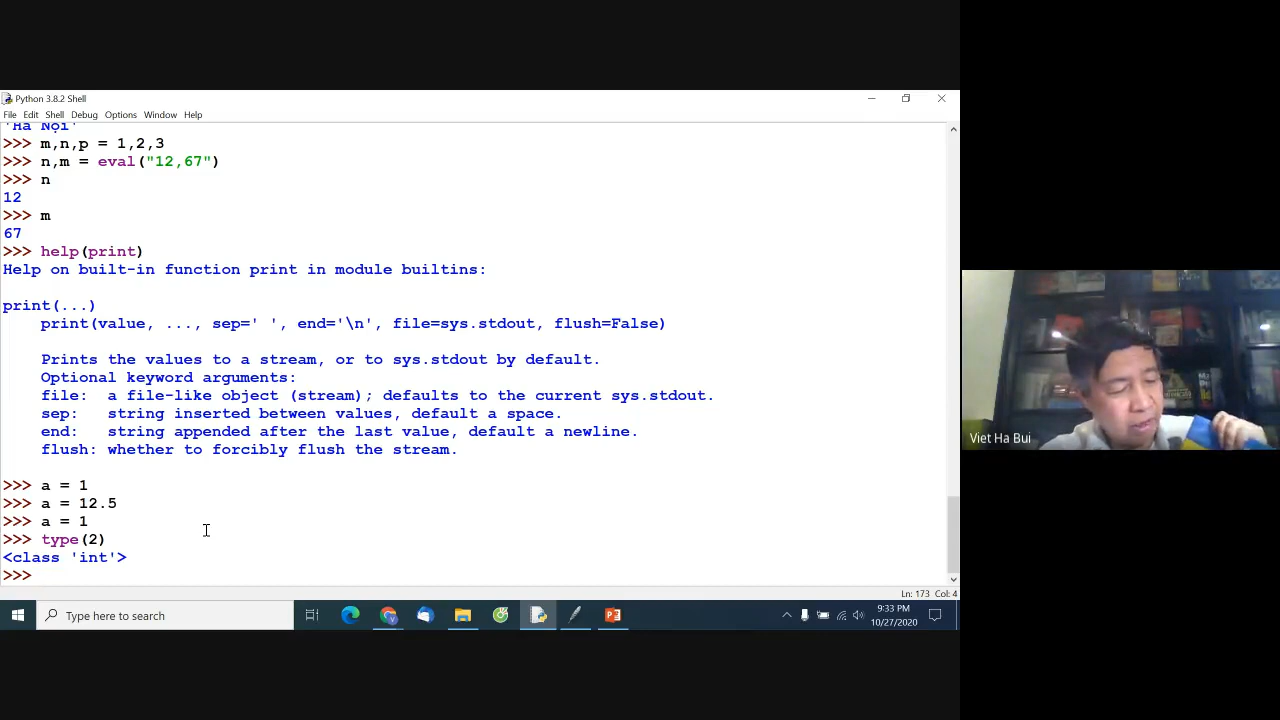 Python 3.8.2 Shell
File Edit Shell Debug Options Window Help
'Hà Nội'
>>> m,n,p = 1,2,3
>>> n,m = eval("12,67")
>>> n
12
>>> m
67
>>> help(print)
Help on built-in function print in module builtins:
print(...)
    print(value, ..., sep=' ', end='\n', file=sys.stdout, flush=False)
    Prints the values to a stream, or to sys.stdout by default.
    Optional keyword arguments:
    file:  a file-like object (stream); defaults to the current sys.stdout.
    sep:   string inserted between values, default a space.
    end:   string appended after the last value, default a newline.
    flush: whether to forcibly flush the stream.
>>> a = 1
>>> a = 12.5
>>> a = 1
>>> type(2)
<class 'int'>
>>>
Ln: 173 Col: 4
Type here to search
9:33 PM
10/27/2020
Viet Ha Bui